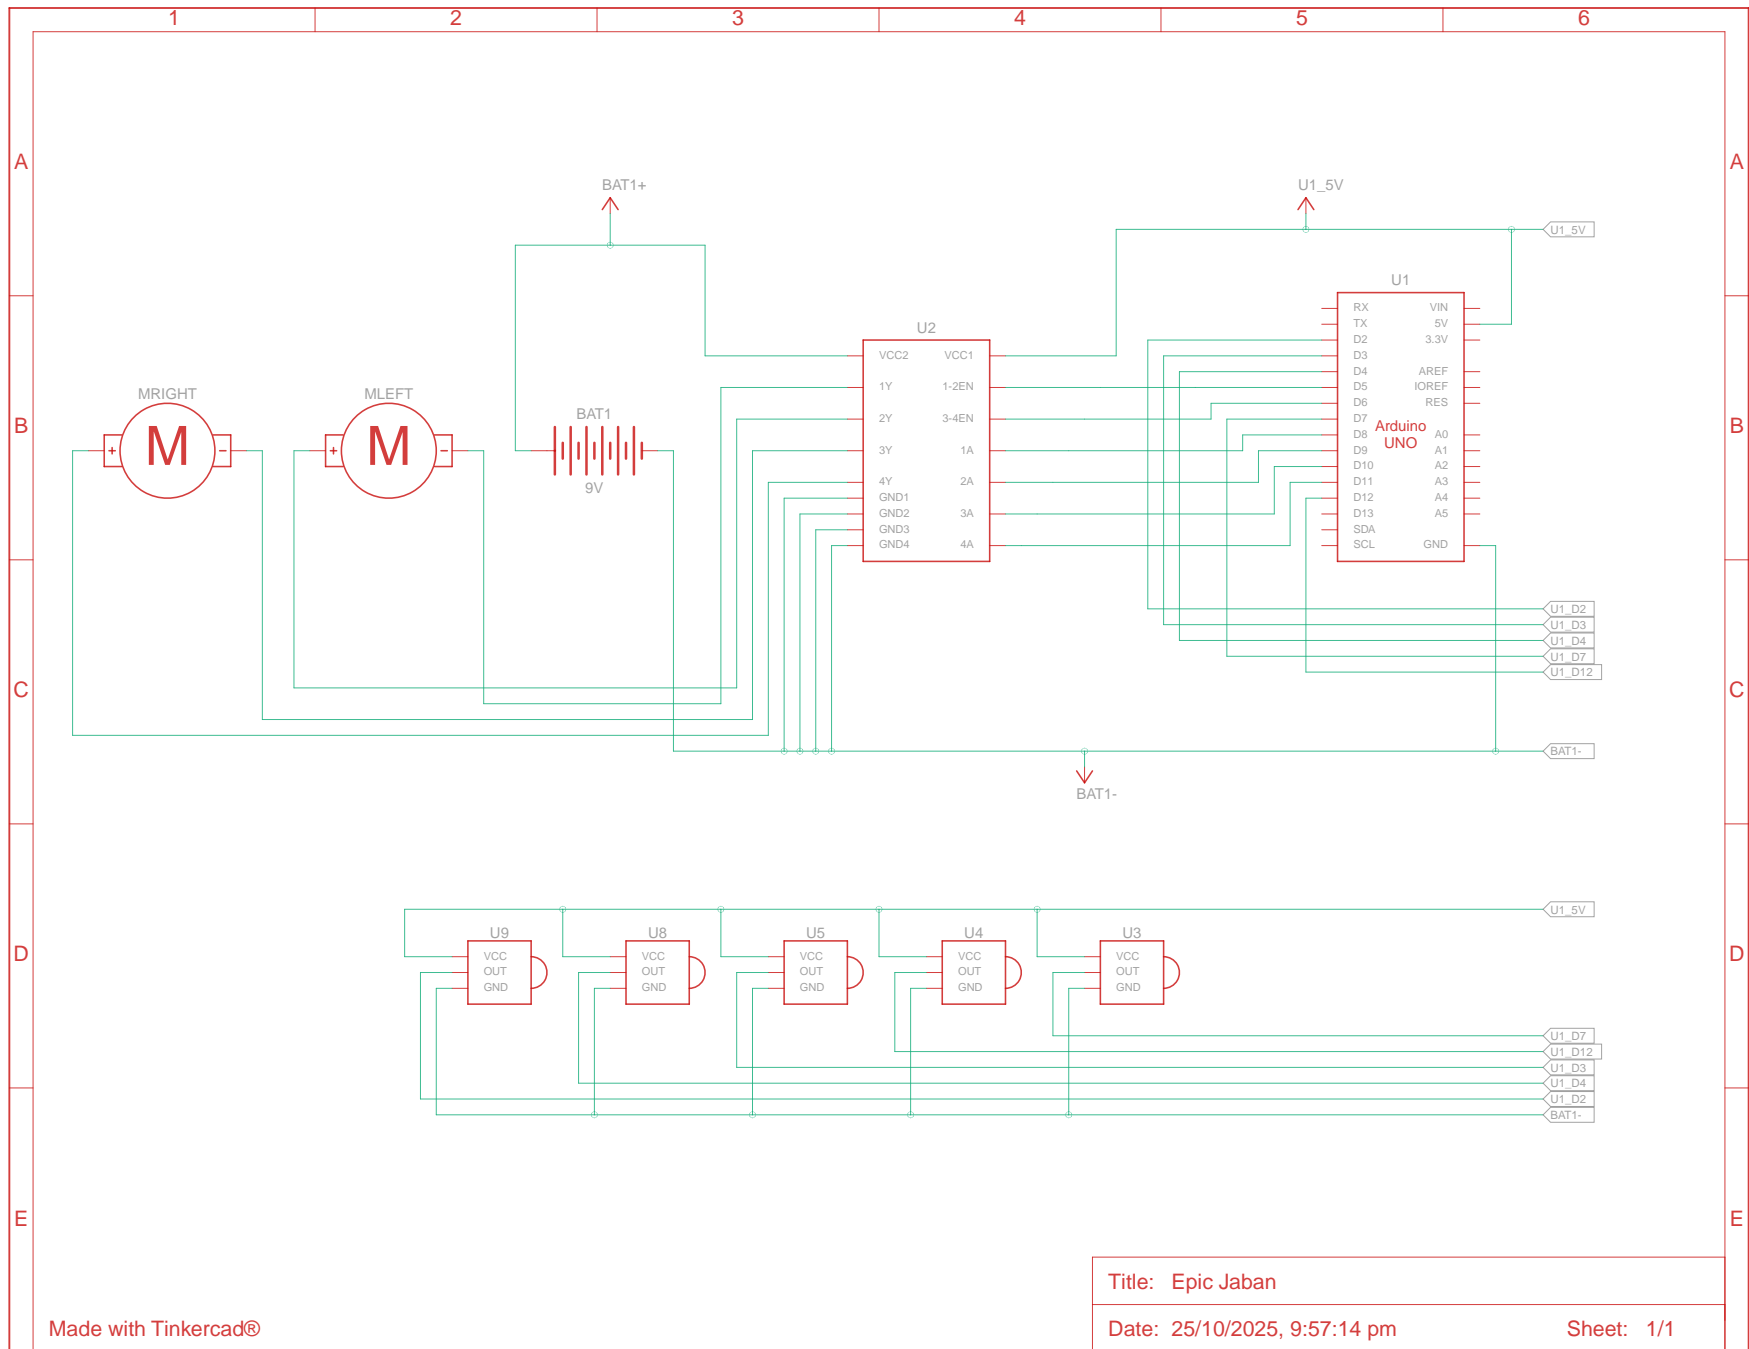 1 2 3 4 5 6
A A
BAT1+ U1_5V
U1_5V
U1
B B
RX VIN
TX 5V
D2 3.3V
D3
D4 AREF
D5 IOREF
D6 RES
D7
D8 A0
D9 A1
D10 A2
D11 A3
D12 A4
D13 A5
SDA
SCL GND
Arduino
UNO
U2
VCC2 VCC1
1Y 1-2EN
2Y 3-4EN
3Y 1A
4Y 2A
GND1
GND2 3A
GND3
GND4 4A
MRIGHT MLEFT
+ M - + M -
BAT1
9V
U1_D2
U1_D3
U1_D4
U1_D7
U1_D12
C C
BAT1-
BAT1-
U1_5V
D D
U9 U8 U5 U4 U3
VCC VCC VCC VCC VCC
OUT OUT OUT OUT OUT
GND GND GND GND GND
U1_D7
U1_D12
U1_D3
U1_D4
U1_D2
BAT1-
E E
Title: Epic Jaban
Made with Tinkercad®
Date: 25/10/2025, 9:57:14 pm Sheet: 1/1